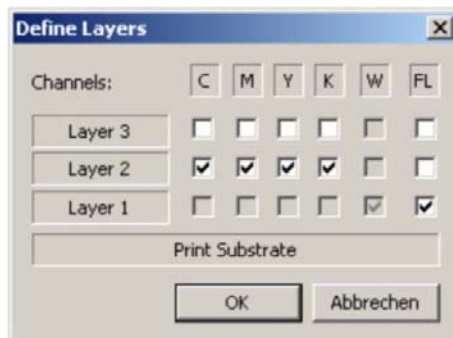 Define Layers
Channels: C M Y K W FL
Layer 3
Layer 2
Layer 1
Print Substrate
OK Abbrechen